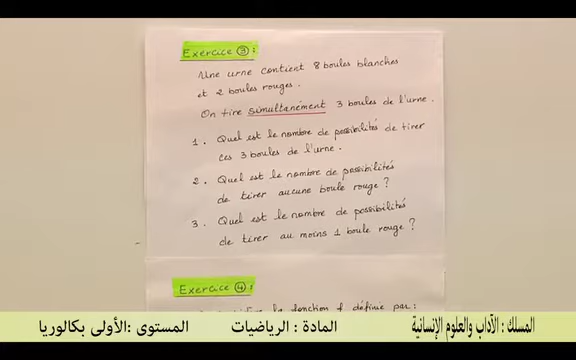 Exercice ③ :
Une urne contient 8 boules blanches
et 2 boules rouges.
On tire simultanément 3 boules de l'urne.
1. Quel est le nombre de possibilités de tirer
ces 3 boules de l'urne.
2. Quel est le nombre de possibilités
de tirer aucune boule rouge ?
3. Quel est le nombre de possibilités
de tirer au moins 1 boule rouge ?
Exercice ④ :
la fonction f définie par :
المسلك : الآداب والعلوم الإنسانية المادة : الرياضيات المستوى :الأولى بكالوريا